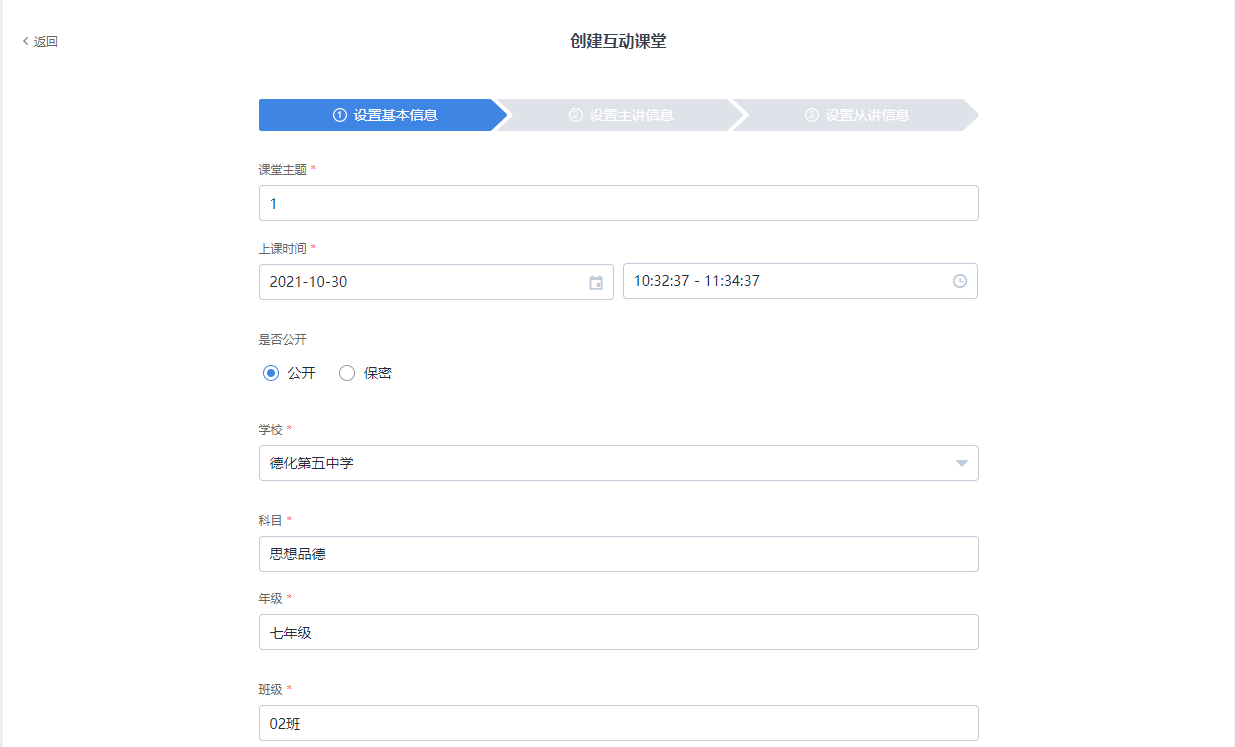 < 返回
创建互动课堂
① 设置基本信息 ② 设置主讲信息 ③ 设置从讲信息
课堂主题 *
1
上课时间 *
2021-10-30 10:32:37 - 11:34:37
是否公开
公开 保密
学校 *
德化第五中学
科目 *
思想品德
年级 *
七年级
班级 *
02班